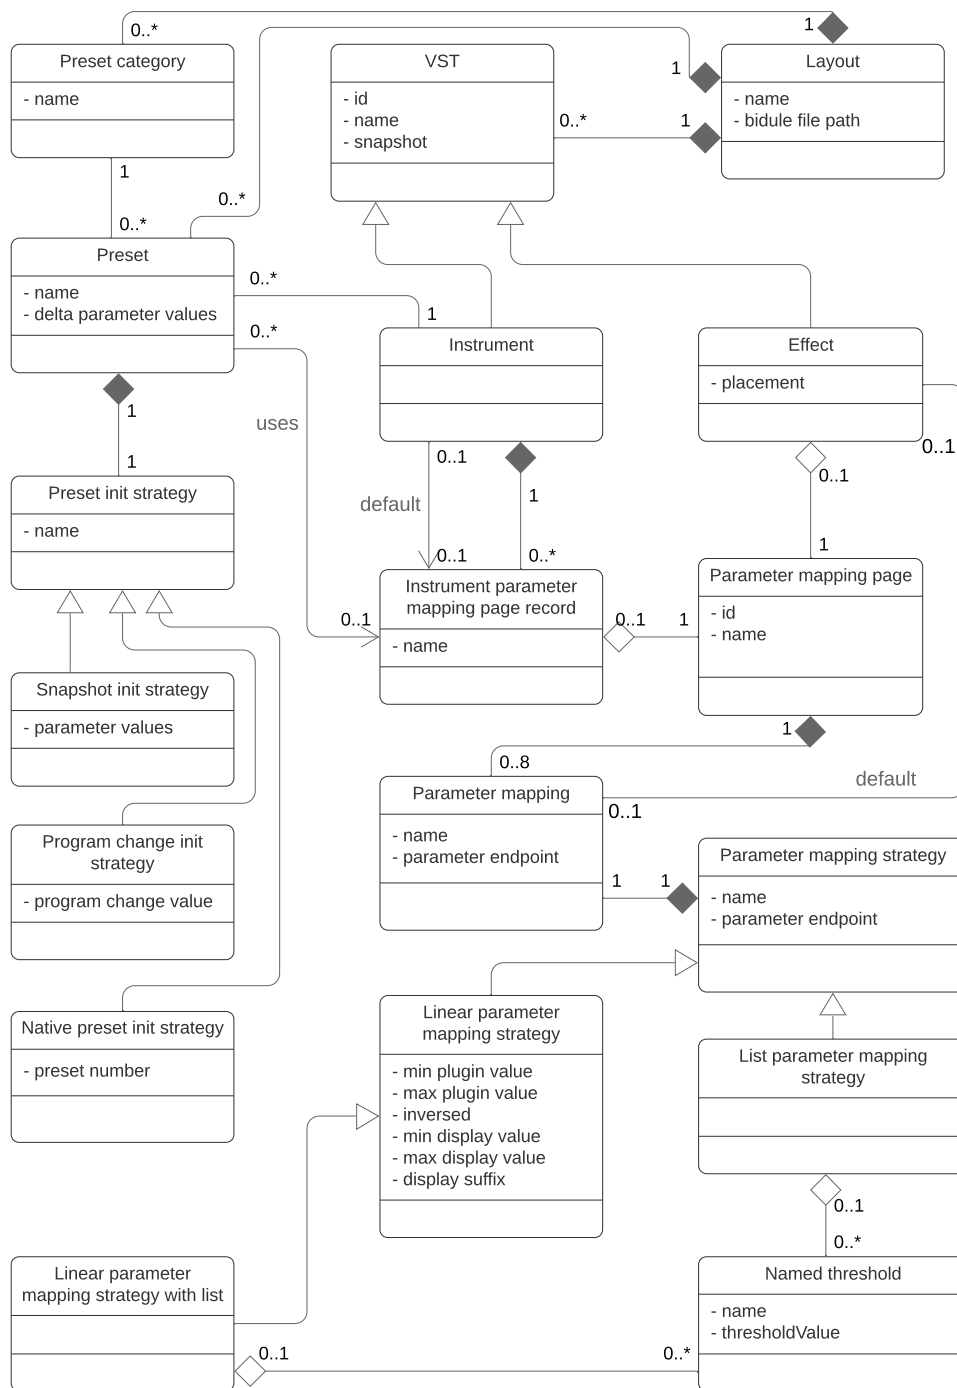 0..*
1
Preset category
- name
VST
- id
- name
- snapshot
1
Layout
- name
- bidule file path
0..*
1
1
0..*
0..*
Preset
- name
- delta parameter values
0..*
1
0..*
Instrument
Effect
- placement
uses
1
1
0..1
default
1
0..1
0..*
0..1
0..1
1
Preset init strategy
- name
Instrument parameter
mapping page record
- name
0..1
0..1
1
Parameter mapping page
- id
- name
Snapshot init strategy
- parameter values
1
0..8
default
Parameter mapping
- name
- parameter endpoint
0..1
Program change init
strategy
- program change value
1
1
Parameter mapping strategy
- name
- parameter endpoint
Native preset init strategy
- preset number
Linear parameter
mapping strategy
- min plugin value
- max plugin value
- inversed
- min display value
- max display value
- display suffix
List parameter mapping
strategy
0..1
0..*
Linear parameter
mapping strategy with list
Named threshold
- name
- thresholdValue
0..1
0..*